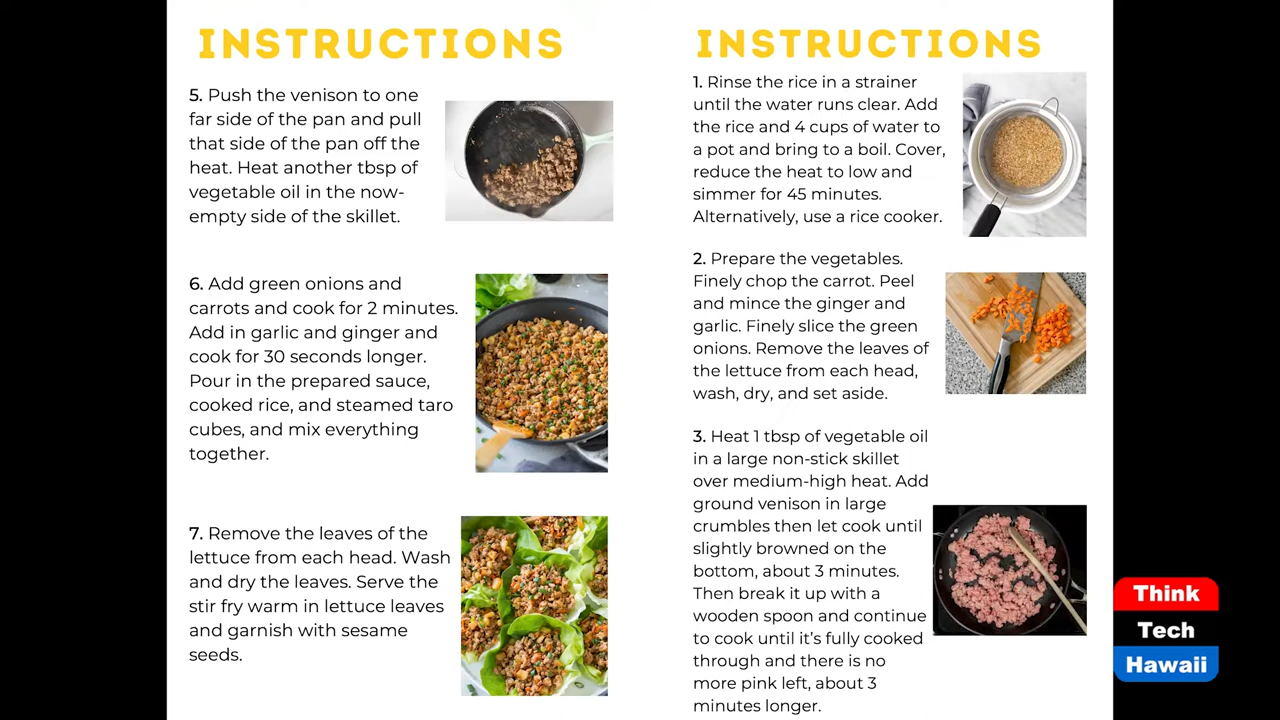 INSTRUCTIONS
5. Push the venison to one
far side of the pan and pull
that side of the pan off the
heat. Heat another tbsp of
vegetable oil in the now-
empty side of the skillet.
6. Add green onions and
carrots and cook for 2 minutes.
Add in garlic and ginger and
cook for 30 seconds longer.
Pour in the prepared sauce,
cooked rice, and steamed taro
cubes, and mix everything
together.
7. Remove the leaves of the
lettuce from each head. Wash
and dry the leaves. Serve the
stir fry warm in lettuce leaves
and garnish with sesame
seeds.
INSTRUCTIONS
1. Rinse the rice in a strainer
until the water runs clear. Add
the rice and 4 cups of water to
a pot and bring to a boil. Cover,
reduce the heat to low and
simmer for 45 minutes.
Alternatively, use a rice cooker.
2. Prepare the vegetables.
Finely chop the carrot. Peel
and mince the ginger and
garlic. Finely slice the green
onions. Remove the leaves of
the lettuce from each head,
wash, dry, and set aside.
3. Heat 1 tbsp of vegetable oil
in a large non-stick skillet
over medium-high heat. Add
ground venison in large
crumbles then let cook until
slightly browned on the
bottom, about 3 minutes.
Then break it up with a
wooden spoon and continue
to cook until it's fully cooked
through and there is no
more pink left, about 3
minutes longer.
Think
Tech
Hawaii